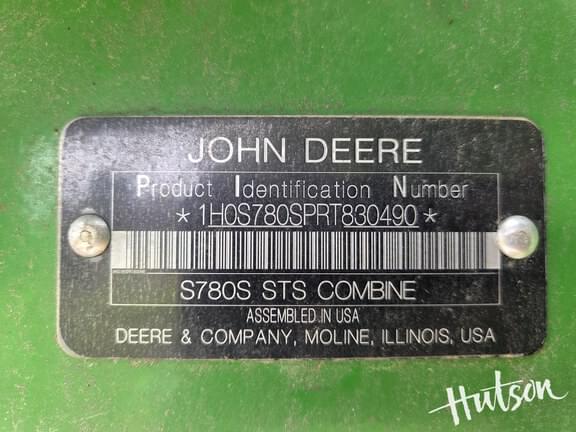 JOHN DEERE
Product Identification Number
*1H0S780SPRT830490*
S780S STS COMBINE
ASSEMBLED IN USA
DEERE & COMPANY, MOLINE, ILLINOIS, USA
Hutson